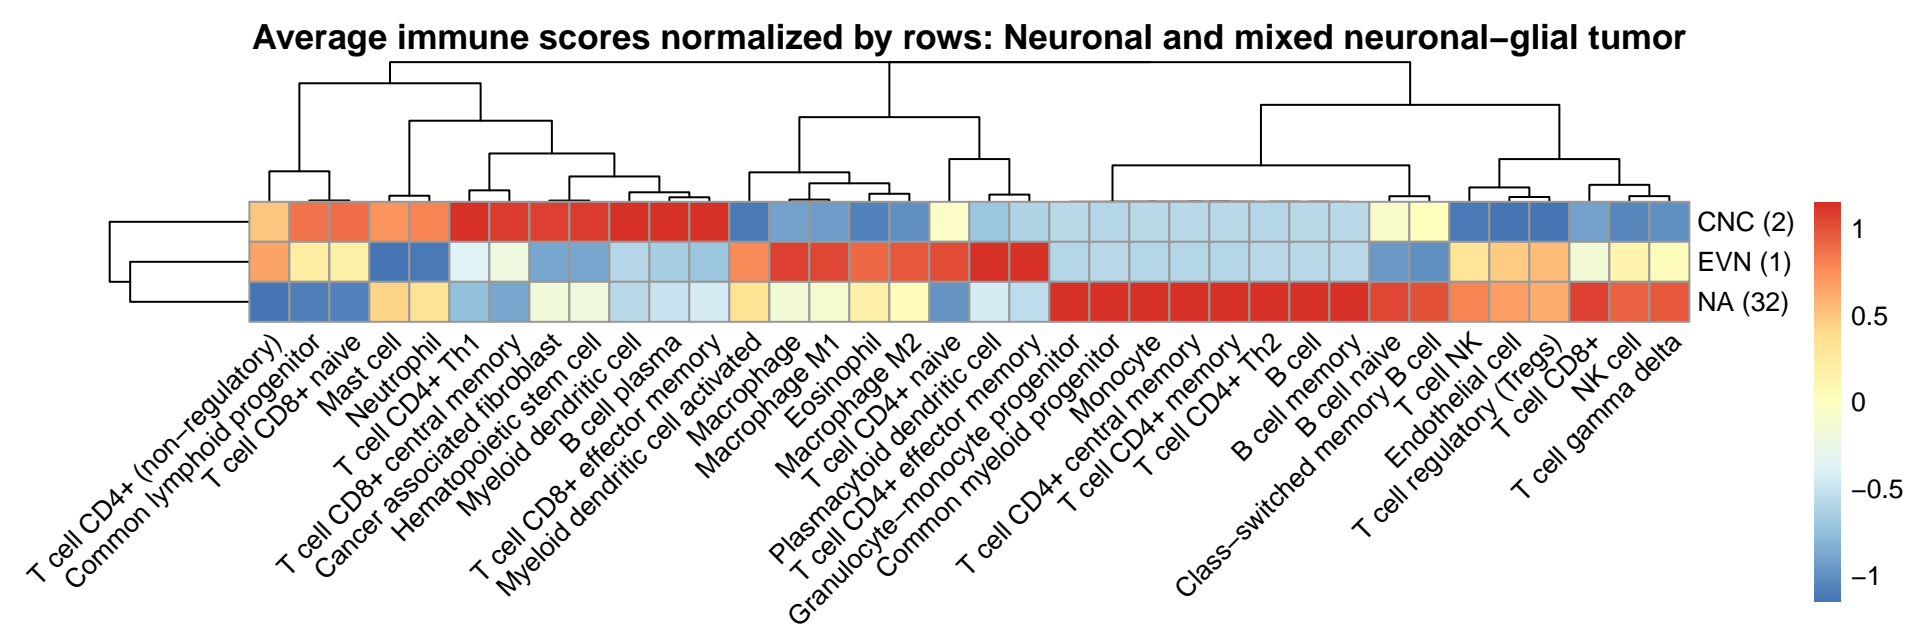 Average immune scores normalized by rows: Neuronal and mixed neuronal−glial tumor
CNC (2)
EVN (1)
NA (32)
T cell CD4+ (non−regulatory)
Common lymphoid progenitor
T cell CD8+ naive
Mast cell
Neutrophil
T cell CD4+ Th1
T cell CD8+ central memory
Cancer associated fibroblast
Hematopoietic stem cell
Myeloid dendritic cell
B cell plasma
T cell CD8+ effector memory
Myeloid dendritic cell activated
Macrophage
Macrophage M1
Eosinophil
Macrophage M2
T cell CD4+ naive
Plasmacytoid dendritic cell
T cell CD4+ effector memory
Granulocyte−monocyte progenitor
Common myeloid progenitor
Monocyte
T cell CD4+ central memory
T cell CD4+ memory
T cell CD4+ Th2
B cell
B cell memory
B cell naive
Class−switched memory B cell
T cell NK
Endothelial cell
T cell regulatory (Tregs)
T cell CD8+
NK cell
T cell gamma delta
1
0.5
0
−0.5
−1